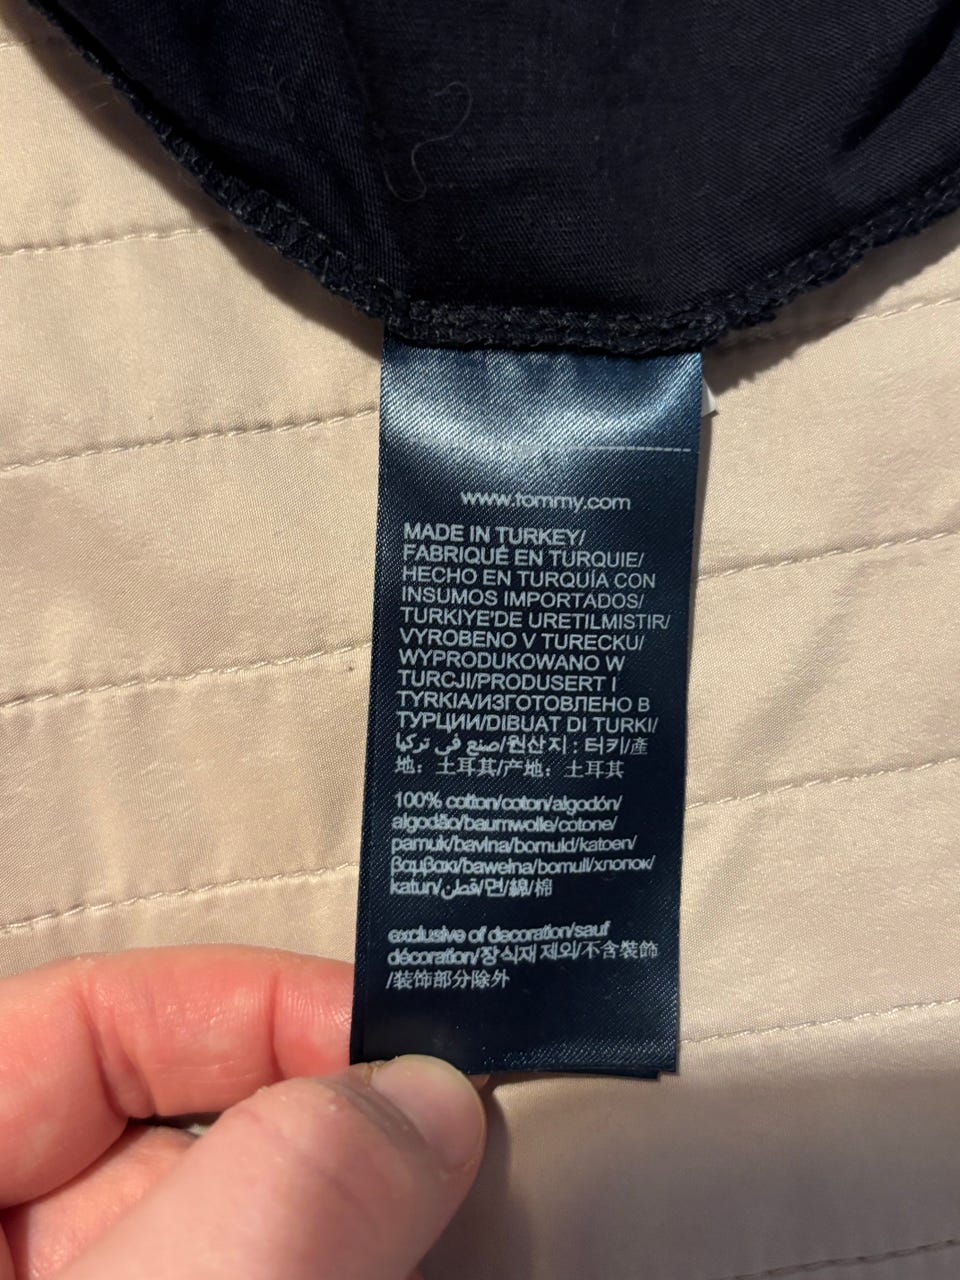 www.tommy.com
MADE IN TURKEY/
FABRIQUÉ EN TURQUIE/
HECHO EN TURQUÍA CON
INSUMOS IMPORTADOS/
TURKIYE'DE URETILMISTIR/
VYROBENO V TURECKU/
WYPRODUKOWANO W
TURCJI/PRODUSERT I
TYRKIA/ИЗГОТОВЛЕНО В
ТУРЦИИ/DIBUAT DI TURKI/
صنع في تركيا/원산지 : 터키/產
地：土耳其/产地：土耳其
100% cotton/coton/algodón/
algodão/baumwolle/cotone/
pamuk/bavlna/bomuld/katoen/
βαμβακι/bawełna/bomull/хлопок/
katun/قطن/면/綿/棉
exclusive of decoration/sauf
décoration/장식재 제외/不含裝飾
/装饰部分除外